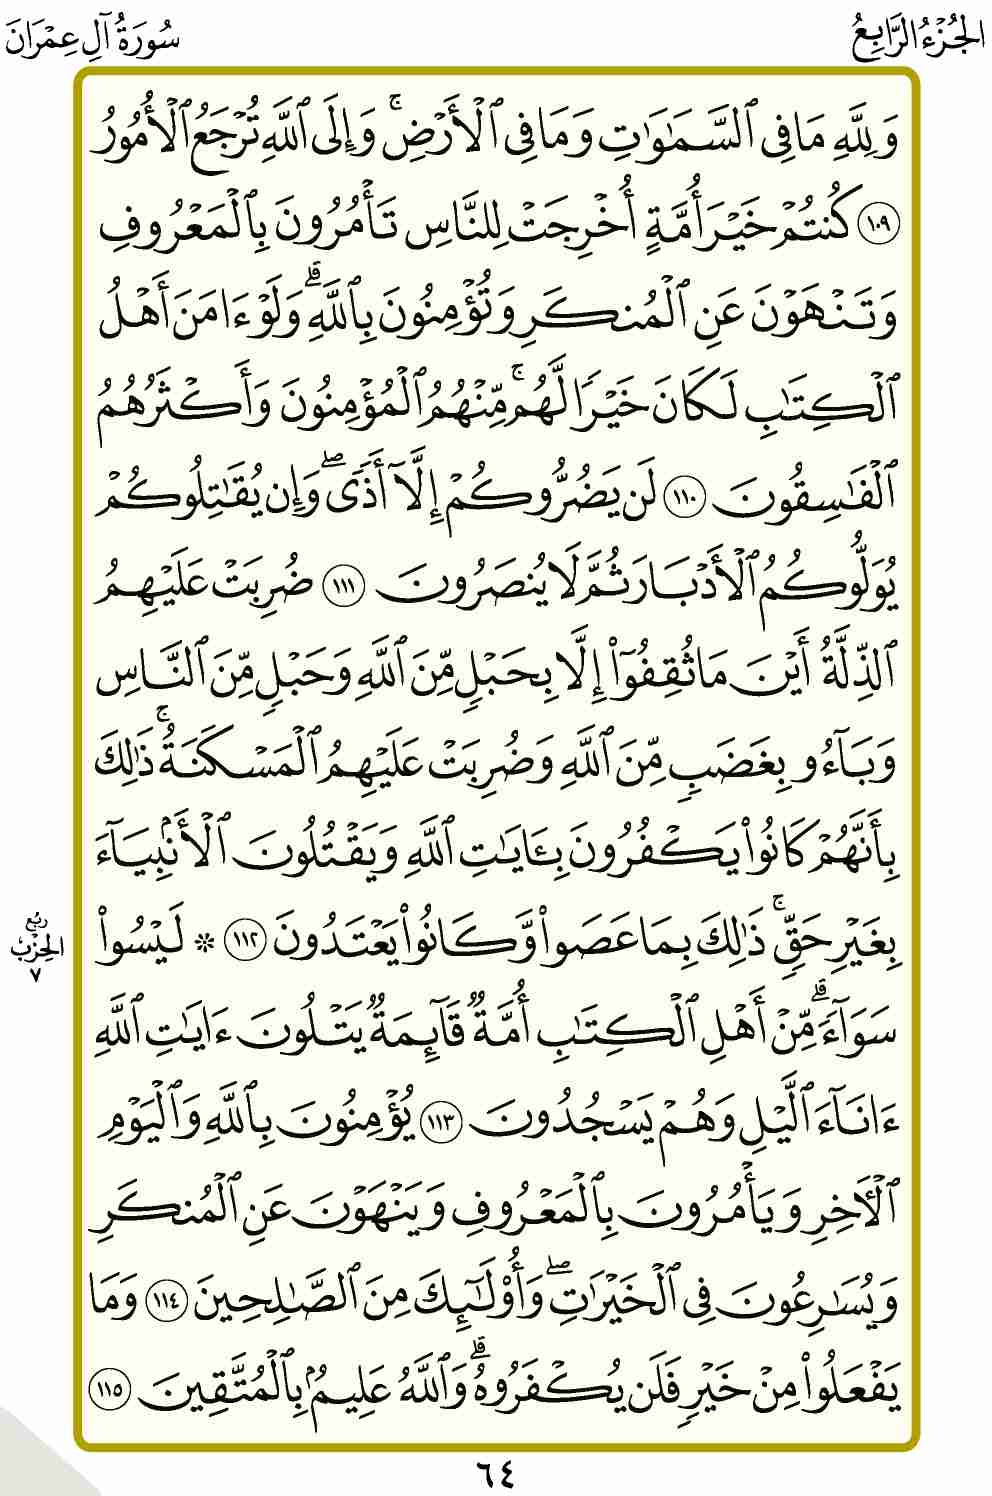 الجُزْءُ الرَّابِعُ
سُورَةُ آلِ عِمْرَانَ
وَلِلَّهِ مَا فِي ٱلسَّمَٰوَٰتِ وَمَا فِي ٱلْأَرْضِۚ وَإِلَى ٱللَّهِ تُرْجَعُ ٱلْأُمُورُ
١٠٩ كُنتُمْ خَيْرَ أُمَّةٍ أُخْرِجَتْ لِلنَّاسِ تَأْمُرُونَ بِٱلْمَعْرُوفِ
وَتَنْهَوْنَ عَنِ ٱلْمُنكَرِ وَتُؤْمِنُونَ بِٱللَّهِۗ وَلَوْ ءَامَنَ أَهْلُ
ٱلْكِتَٰبِ لَكَانَ خَيْرًا لَّهُمۚ مِّنْهُمُ ٱلْمُؤْمِنُونَ وَأَكْثَرُهُمُ
ٱلْفَٰسِقُونَ ١١٠ لَن يَضُرُّوكُمْ إِلَّآ أَذًىۖ وَإِن يُقَٰتِلُوكُمْ
يُوَلُّوكُمُ ٱلْأَدْبَارَ ثُمَّ لَا يُنصَرُونَ ١١١ ضُرِبَتْ عَلَيْهِمُ
ٱلذِّلَّةُ أَيْنَ مَا ثُقِفُوٓا۟ إِلَّا بِحَبْلٍ مِّنَ ٱللَّهِ وَحَبْلٍ مِّنَ ٱلنَّاسِ
وَبَآءُو بِغَضَبٍ مِّنَ ٱللَّهِ وَضُرِبَتْ عَلَيْهِمُ ٱلْمَسْكَنَةُۚ ذَٰلِكَ
بِأَنَّهُمْ كَانُوا۟ يَكْفُرُونَ بِـَٔايَٰتِ ٱللَّهِ وَيَقْتُلُونَ ٱلْأَنۢبِيَآءَ
بِغَيْرِ حَقٍّۚ ذَٰلِكَ بِمَا عَصَوا۟ وَّكَانُوا۟ يَعْتَدُونَ ١١٢ ۞ لَيْسُوا۟
رُبُع
الحِزْب
٧
سَوَآءًۗ مِّنْ أَهْلِ ٱلْكِتَٰبِ أُمَّةٌ قَآئِمَةٌ يَتْلُونَ ءَايَٰتِ ٱللَّهِ
ءَانَآءَ ٱلَّيْلِ وَهُمْ يَسْجُدُونَ ١١٣ يُؤْمِنُونَ بِٱللَّهِ وَٱلْيَوْمِ
ٱلْـَٔاخِرِ وَيَأْمُرُونَ بِٱلْمَعْرُوفِ وَيَنْهَوْنَ عَنِ ٱلْمُنكَرِ
وَيُسَٰرِعُونَ فِي ٱلْخَيْرَٰتِۖ وَأُو۟لَٰٓئِكَ مِنَ ٱلصَّٰلِحِينَ ١١٤ وَمَا
يَفْعَلُوا۟ مِنْ خَيْرٍ فَلَن يُكْفَرُوهُۗ وَٱللَّهُ عَلِيمٌۢ بِٱلْمُتَّقِينَ ١١٥
٦٤